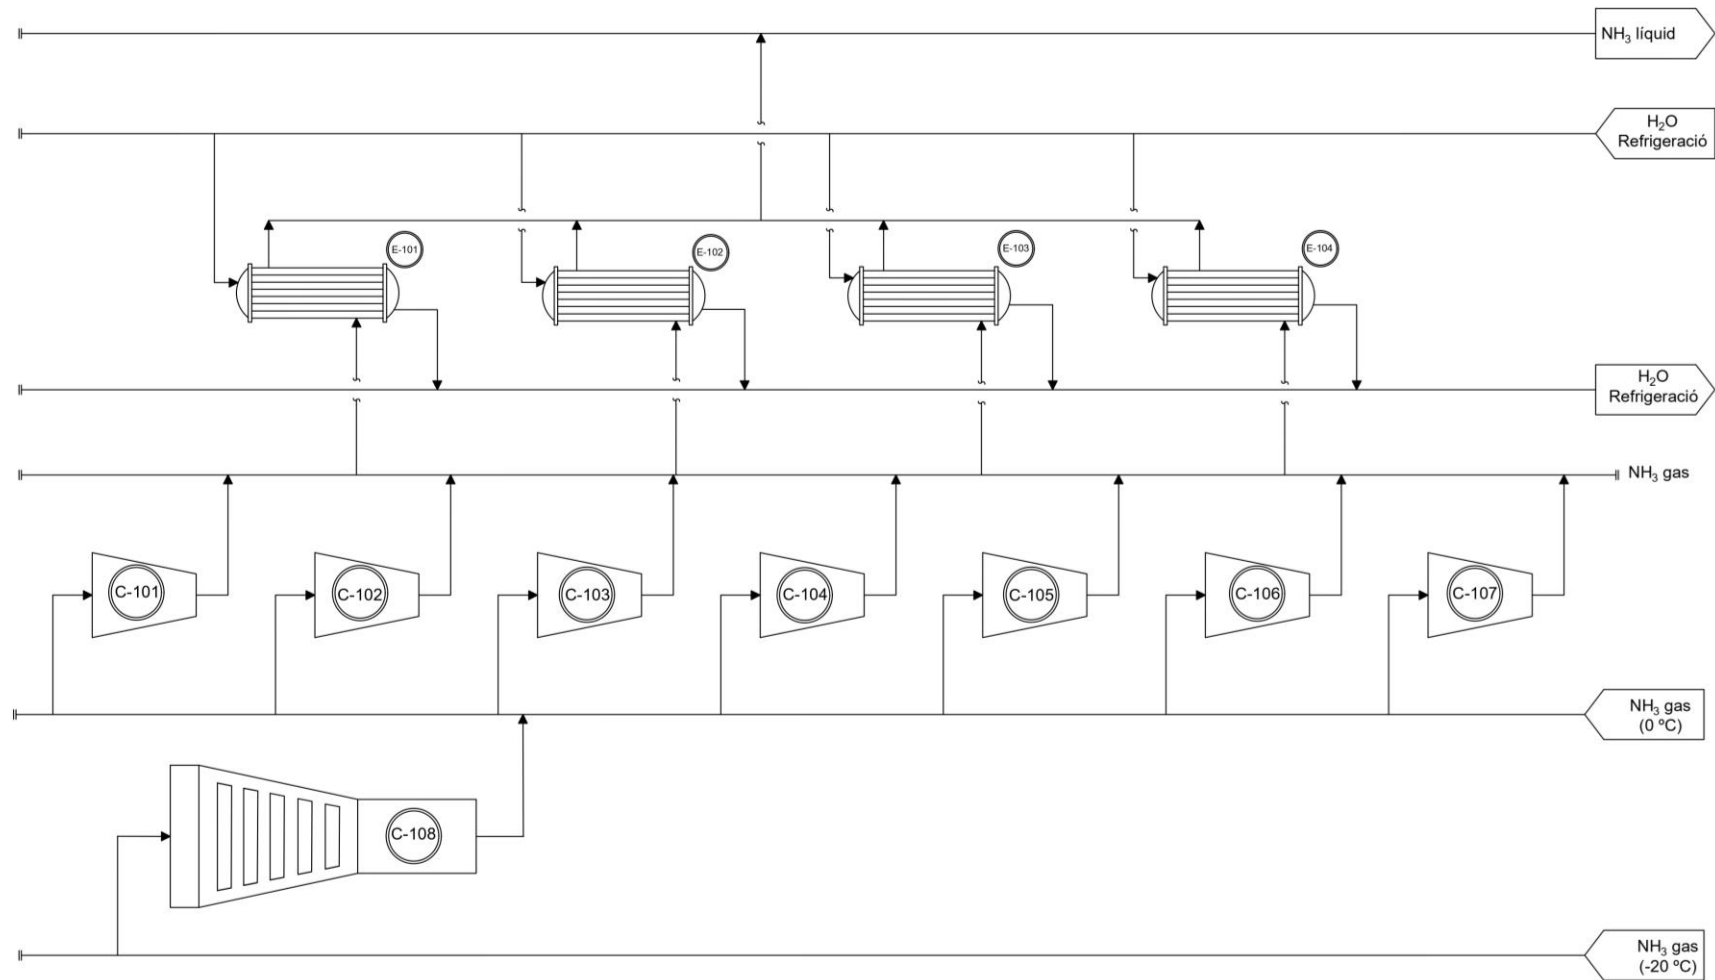 NH₃ líquid
H₂O
Refrigeració
E-101
E-102
E-103
E-104
H₂O
Refrigeració
NH₃ gas
C-101
C-102
C-103
C-104
C-105
C-106
C-107
NH₃ gas
(0 ºC)
C-108
NH₃ gas
(-20 ºC)